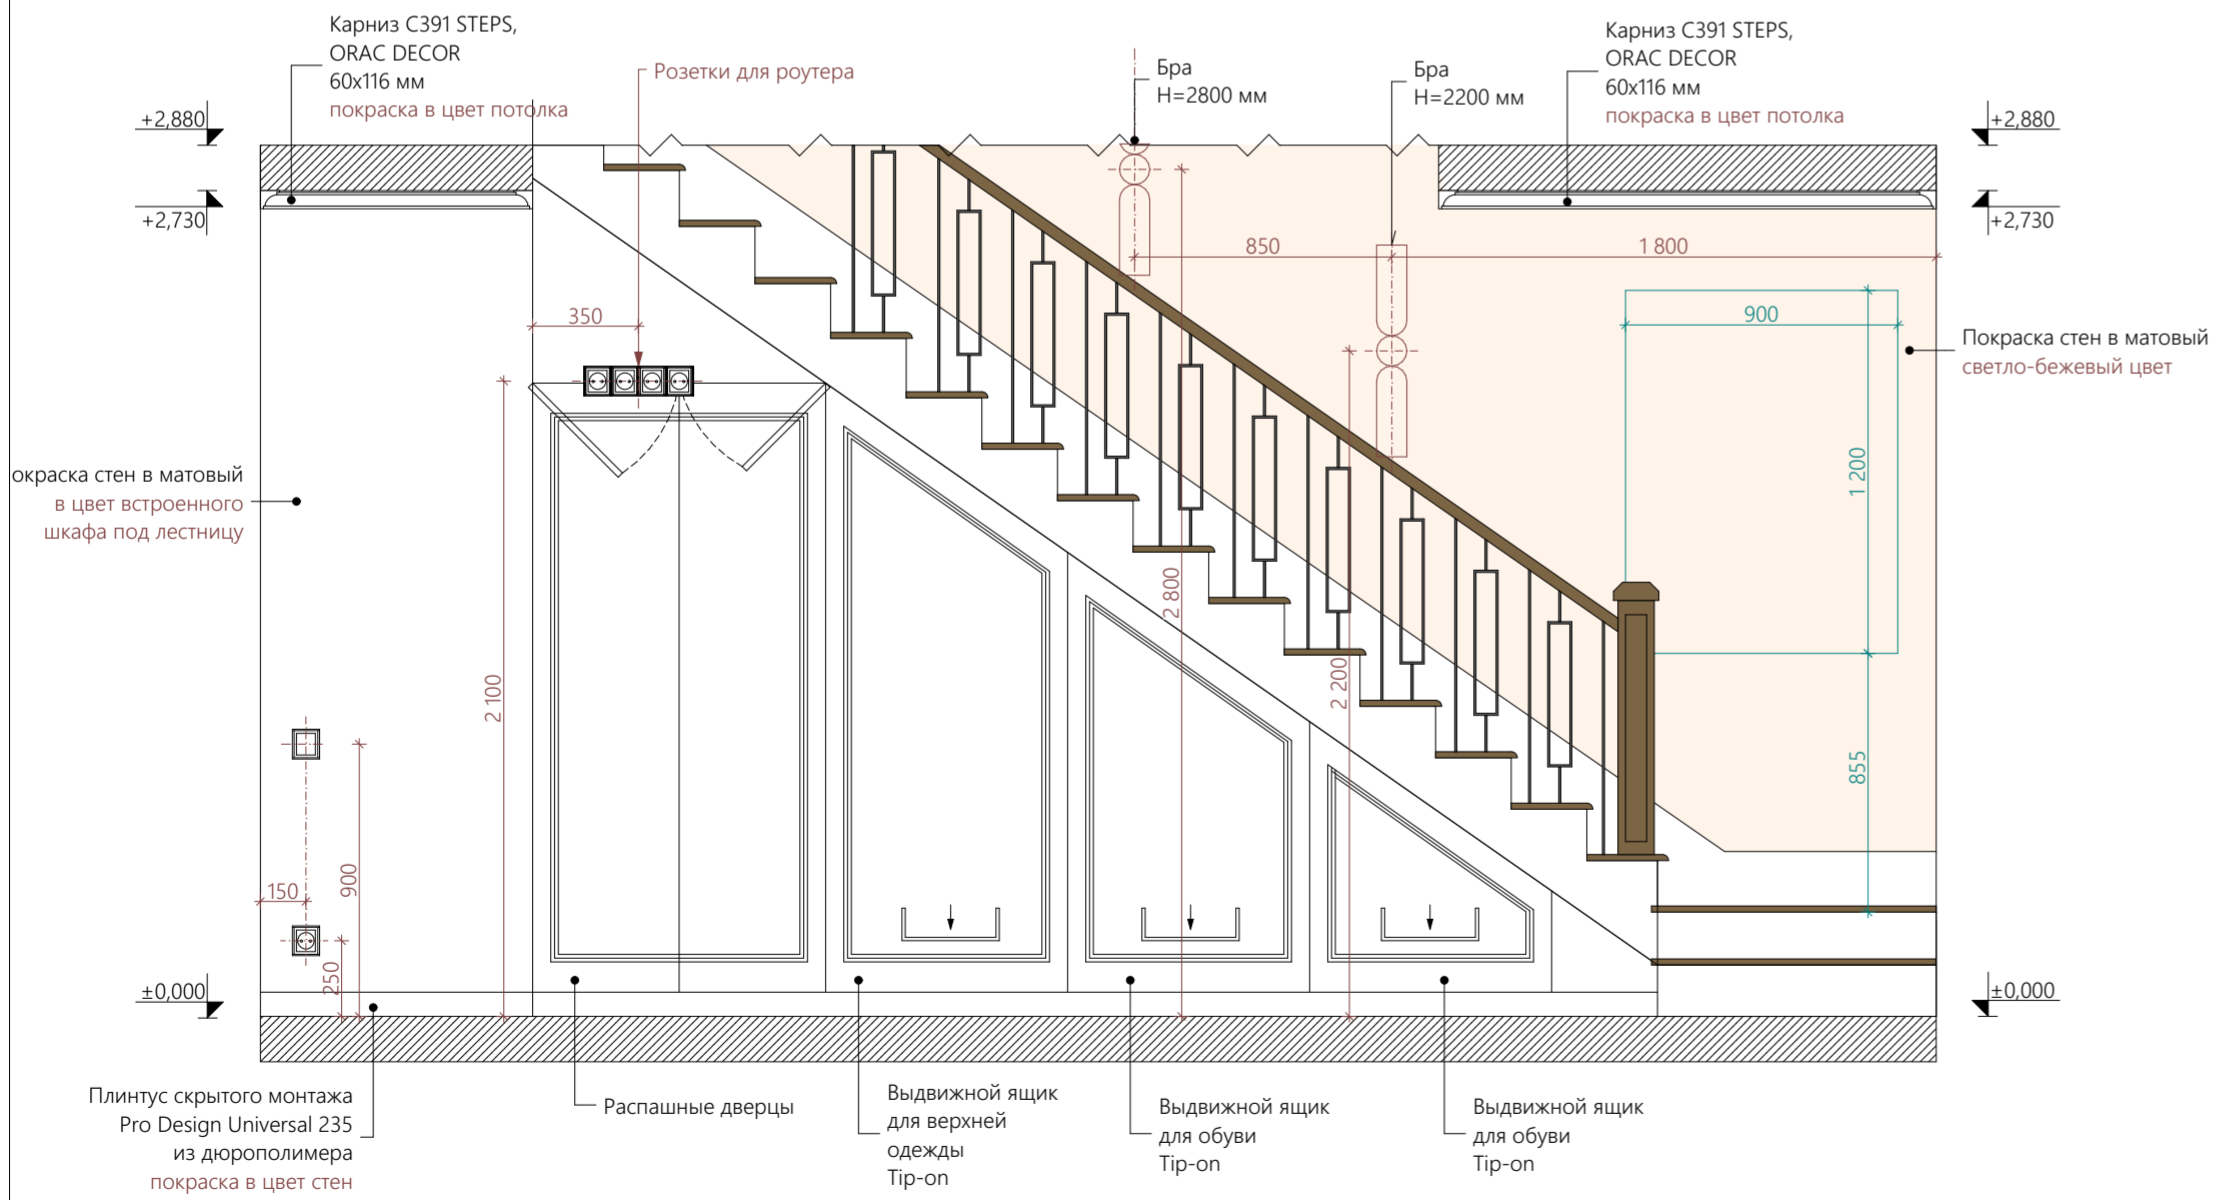 Карниз C391 STEPS,
ORAC DECOR
60x116 мм
покраска в цвет потолка
Розетки для роутера
Бра
H=2800 мм
Бра
H=2200 мм
Карниз C391 STEPS,
ORAC DECOR
60x116 мм
покраска в цвет потолка
+2,880
+2,880
+2,730
+2,730
850
1 800
350
900
Покраска стен в матовый
светло-бежевый цвет
1 200
окраска стен в матовый
в цвет встроенного
шкафа под лестницу
2 800
2 200
2 100
855
900
150
250
±0,000
±0,000
Плинтус скрытого монтажа
Pro Design Universal 235
из дюрополимера
покраска в цвет стен
Распашные дверцы
Выдвижной ящик
для верхней
одежды
Tip-on
Выдвижной ящик
для обуви
Tip-on
Выдвижной ящик
для обуви
Tip-on